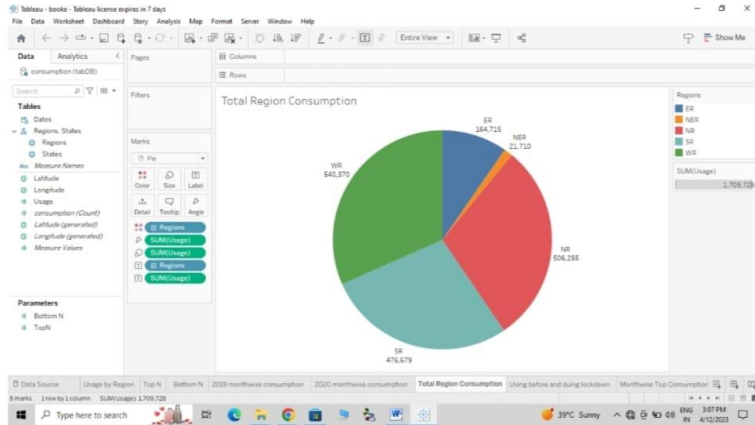 Tableau - booke - Tableau license expires in 7 days
File Data Worksheet Dashboard Story Analysis Map Format Server Window Help
Entire View
Show Me
Data Analytics
consumption (tabDB)
Search
Tables
Dates
Regions, States
Regions
States
Abc Measure Names
Latitude
Longitude
Usage
consumption (Count)
Latitude (generated)
Longitude (generated)
Measure Values
Parameters
Bottom N
TopN
Pages
Filters
Marks
Pie
Color Size Label
Detail Tooltip Angle
Regions
SUM(Usage)
SUM(Usage)
Regions
SUM(Usage)
Columns
Rows
Total Region Consumption
ER
164,715
NER
21,710
WR
540,370
NR
506,255
SR
476,679
Regions
ER
NER
NR
SR
WR
SUM(Usage)
1,709,728
Data Source Usage by Region Top N Bottom N 2019 monthwise consumption 2020 monthwise consumption Total Region Consumption Using before and duing lockdown Monthwise Top Consumption
5 marks 1 row by 1 column SUM(Usage): 1,709,728
Type here to search
39°C Sunny
ENG
IN
3:07 PM
4/12/2023